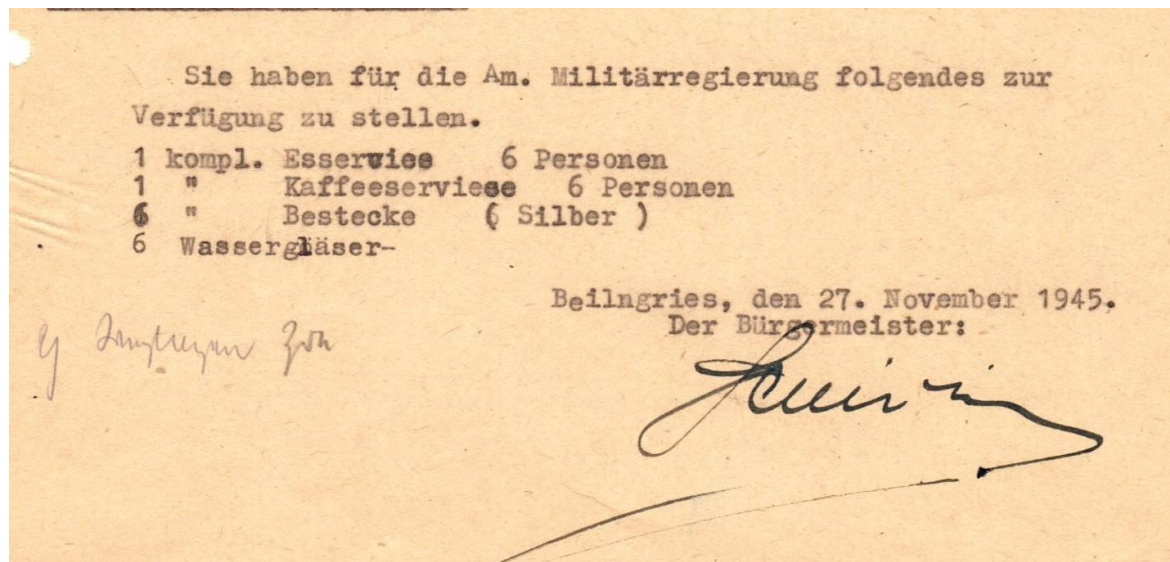 Sie haben für die Am. Militärregierung folgendes zur
Verfügung zu stellen.
1 kompl. Esservice 6 Personen
1 " Kaffeeserviese 6 Personen
6 " Bestecke ( Silber )
6 Wassergläser-
Beilngries, den 27. November 1945.
Der Bürgermeister: